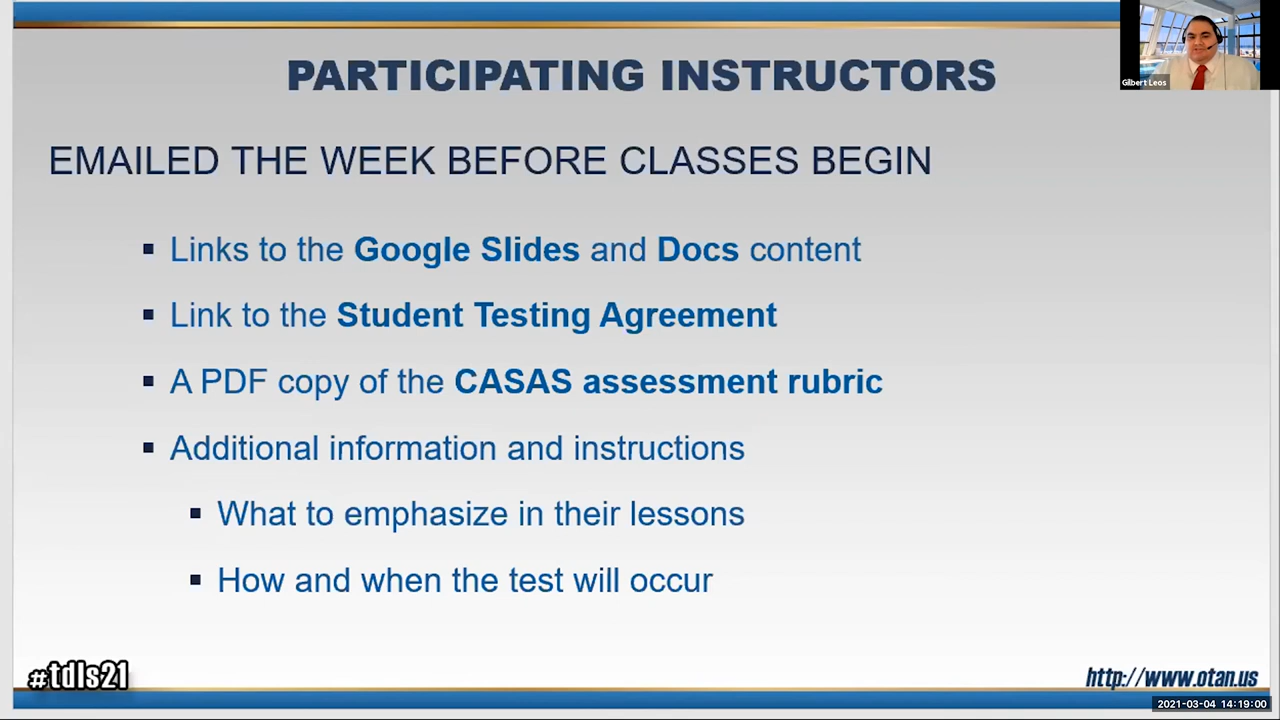 PARTICIPATING INSTRUCTORS
Gilbert Leos
EMAILED THE WEEK BEFORE CLASSES BEGIN
Links to the Google Slides and Docs content
Link to the Student Testing Agreement
A PDF copy of the CASAS assessment rubric
Additional information and instructions
What to emphasize in their lessons
How and when the test will occur
#tdls21
http://www.otan.us
2021-03-04 14:19:00